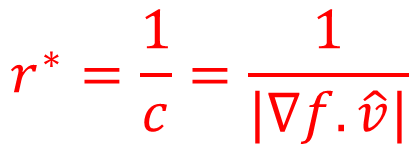 r* = 1/c = 1/|∇f.v̂|